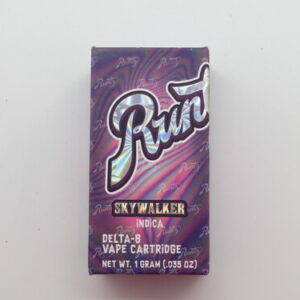 Runt
SKYWALKER
iNDiCA
DELTA-8
VAPE CARTRiDGE
NET WT. 1 GRAM (.035 OZ)